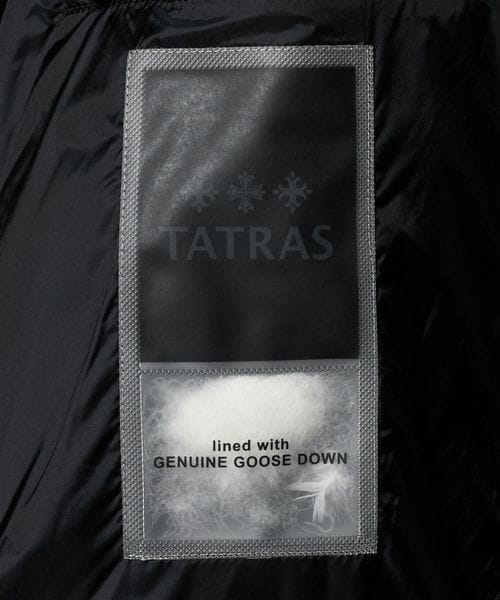 TATRAS
lined with
GENUINE GOOSE DOWN